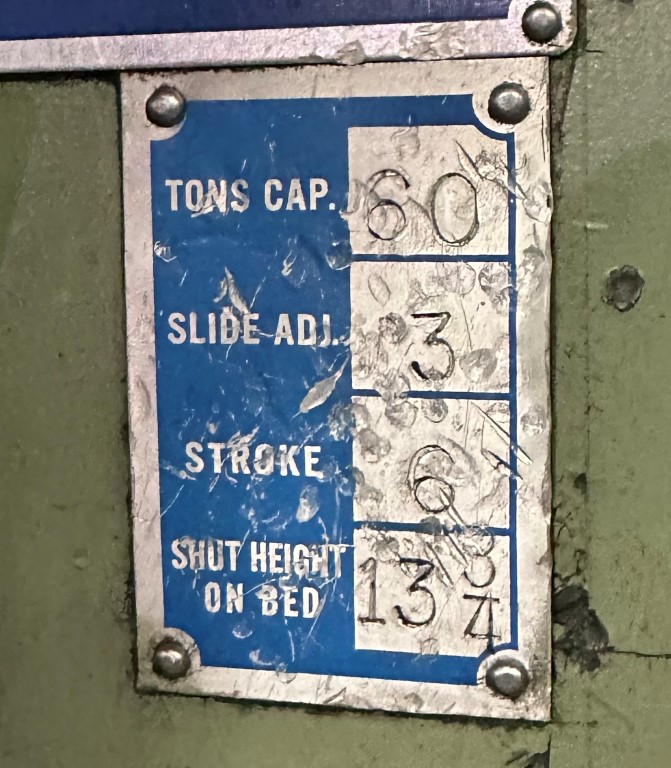 TONS CAP. 60
SLIDE ADJ. 3
STROKE 6
SHUT HEIGHT
ON BED 13 3/4